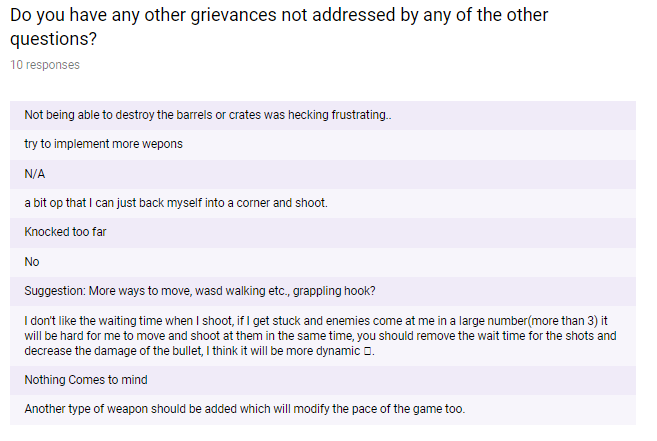 Do you have any other grievances not addressed by any of the other
questions?
10 responses
Not being able to destroy the barrels or crates was hecking frustrating..
try to implement more wepons
N/A
a bit op that I can just back myself into a corner and shoot.
Knocked too far
No
Suggestion: More ways to move, wasd walking etc., grappling hook?
I don't like the waiting time when I shoot, if I get stuck and enemies come at me in a large number(more than 3) it
will be hard for me to move and shoot at them in the same time, you should remove the wait time for the shots and
decrease the damage of the bullet, I think it will be more dynamic □.
Nothing Comes to mind
Another type of weapon should be added which will modify the pace of the game too.